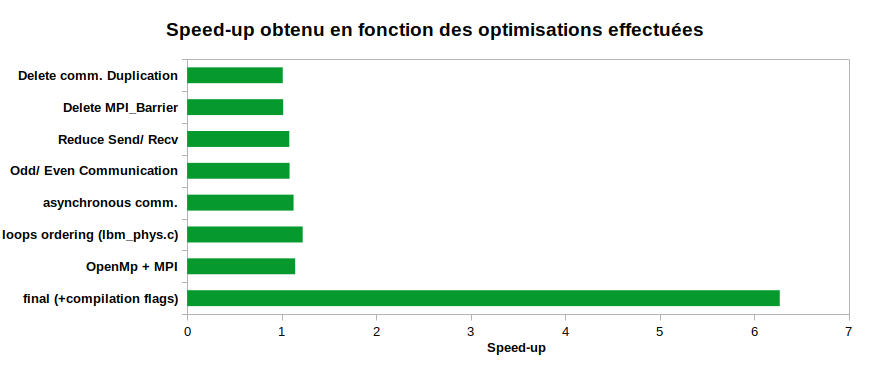 Speed-up obtenu en fonction des optimisations effectuées
Delete comm. Duplication
Delete MPI_Barrier
Reduce Send/ Recv
Odd/ Even Communication
asynchronous comm.
loops ordering (lbm_phys.c)
OpenMp + MPI
final (+compilation flags)
0 1 2 3 4 5 6 7
Speed-up